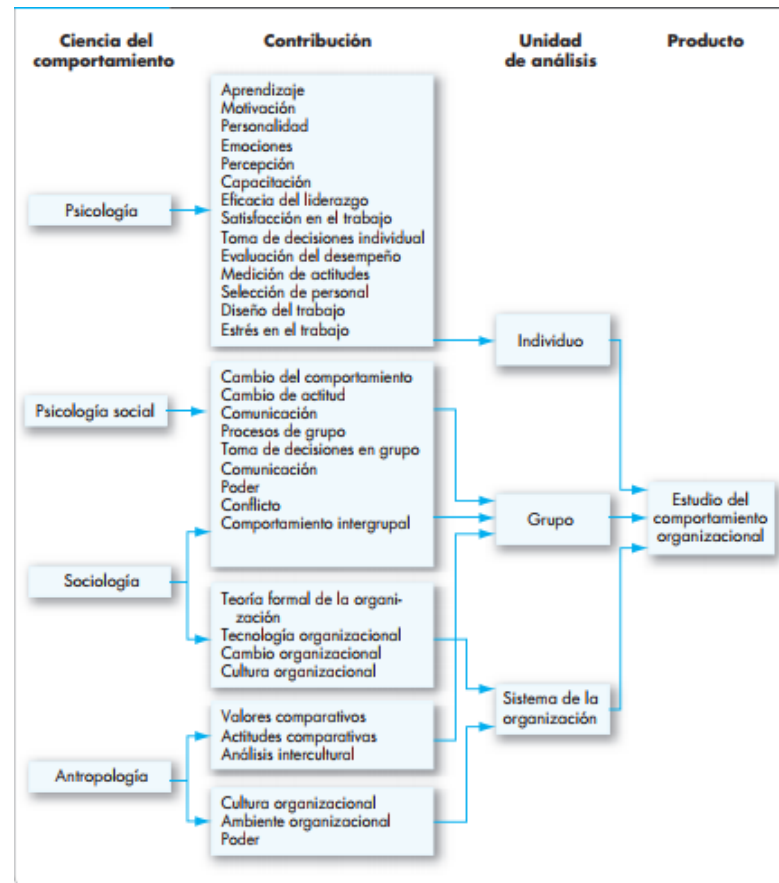 Ciencia del
comportamiento
Contribución
Unidad
de análisis
Producto
Psicología
Aprendizaje
Motivación
Personalidad
Emociones
Percepción
Capacitación
Eficacia del liderazgo
Satisfacción en el trabajo
Toma de decisiones individual
Evaluación del desempeño
Medición de actitudes
Selección de personal
Diseño del trabajo
Estrés en el trabajo
Individuo
Psicología social
Cambio del comportamiento
Cambio de actitud
Comunicación
Procesos de grupo
Toma de decisiones en grupo
Comunicación
Poder
Conflicto
Comportamiento intergrupal
Grupo
Estudio del
comportamiento
organizacional
Sociología
Teoría formal de la organi-
zación
Tecnología organizacional
Cambio organizacional
Cultura organizacional
Sistema de la
organización
Antropología
Valores comparativos
Actitudes comparativas
Análisis intercultural
Cultura organizacional
Ambiente organizacional
Poder